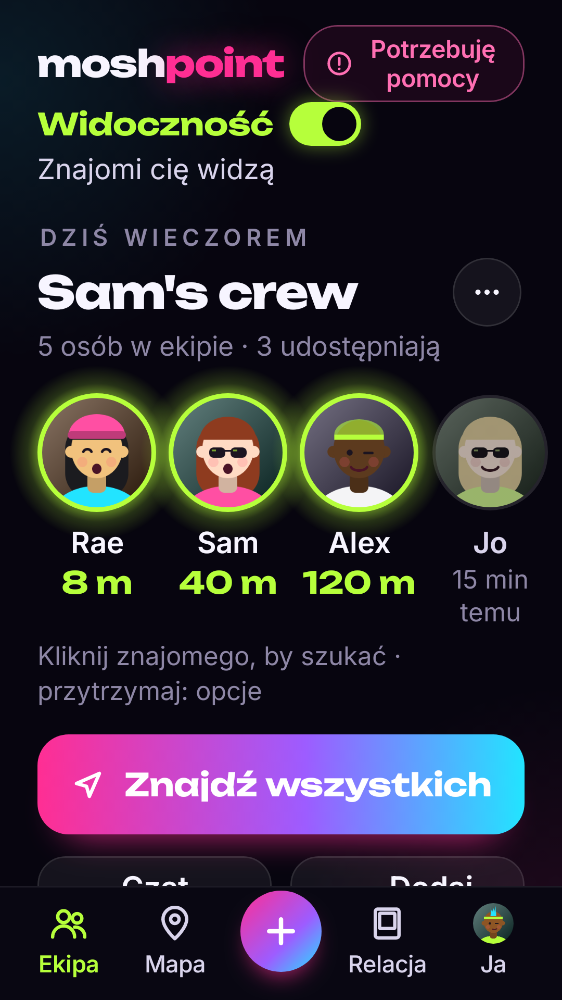 moshpoint
Potrzebuję
pomocy
Widoczność
Znajomi cię widzą
DZIŚ WIECZOREM
Sam's crew
5 osób w ekipie · 3 udostępniają
Rae
8 m
Sam
40 m
Alex
120 m
Jo
15 min
temu
Kliknij znajomego, by szukać ·
przytrzymaj: opcje
Znajdź wszystkich
Czat
Dodaj
Ekipa
Mapa
Relacja
Ja